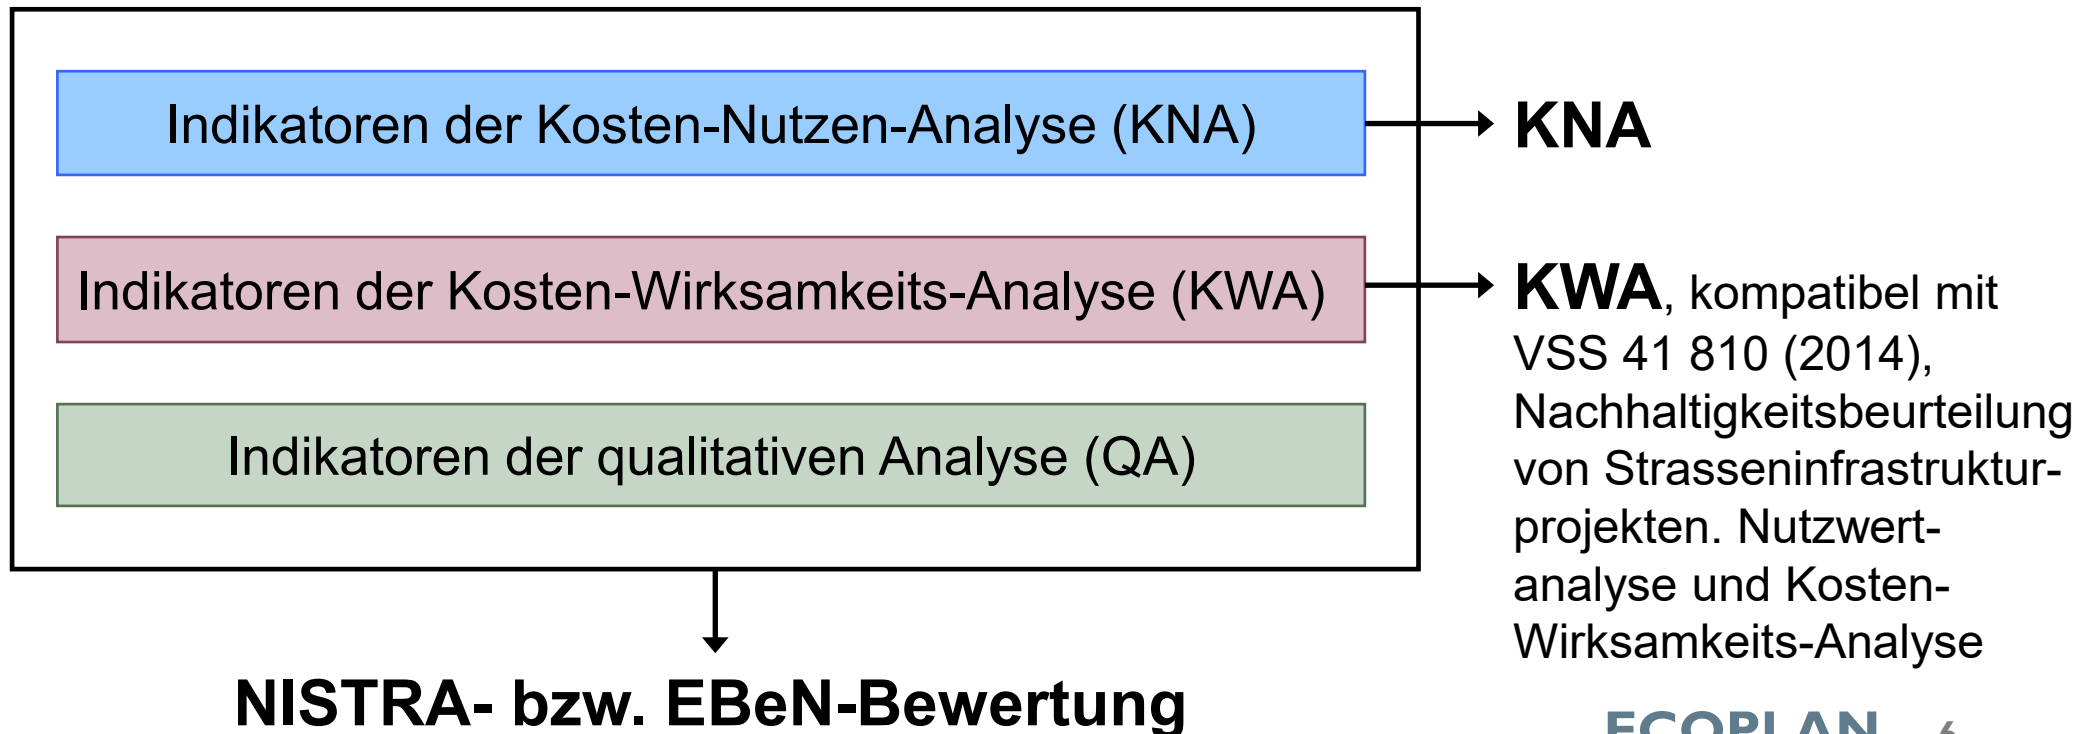 Indikatoren der Kosten-Nutzen-Analyse (KNA)
KNA
Indikatoren der Kosten-Wirksamkeits-Analyse (KWA)
KWA, kompatibel mit
VSS 41 810 (2014),
Nachhaltigkeitsbeurteilung
von Strasseninfrastruktur-
projekten. Nutzwert-
analyse und Kosten-
Wirksamkeits-Analyse
Indikatoren der qualitativen Analyse (QA)
NISTRA- bzw. EBeN-Bewertung
ECOPLAN 6